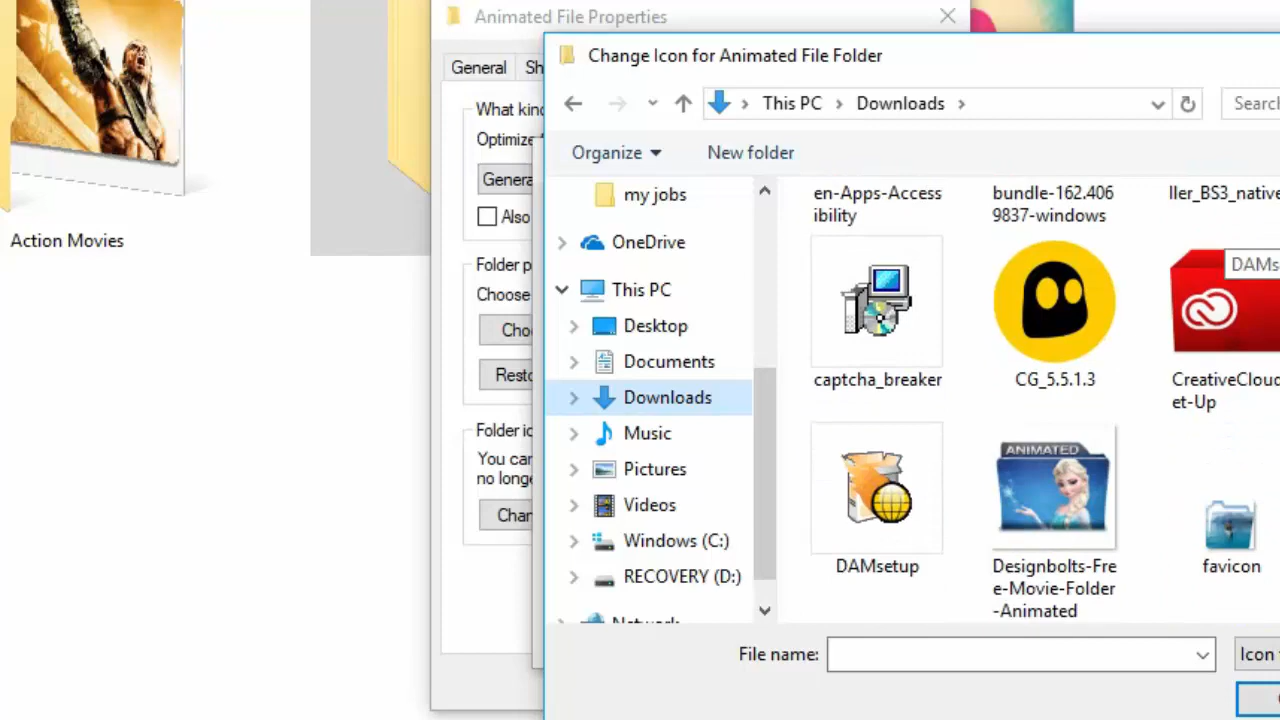 Animated File Properties
General
Sh
What kin
Optimize
Genera
Also
Folder p
Choose
Cho
Resto
Folder ic
You can
no longe
Chan
Action Movies
Change Icon for Animated File Folder
This PC
Downloads
Search
Organize
New folder
my jobs
OneDrive
This PC
Desktop
Documents
Downloads
Music
Pictures
Videos
Windows (C:)
RECOVERY (D:)
Network
en-Apps-Access
ibility
bundle-162.406
9837-windows
ller_BS3_native
DAMs
captcha_breaker
CG_5.5.1.3
CreativeCloud
et-Up
ANIMATED
DAMsetup
Designbolts-Fre
e-Movie-Folder
-Animated
favicon
File name:
Icon